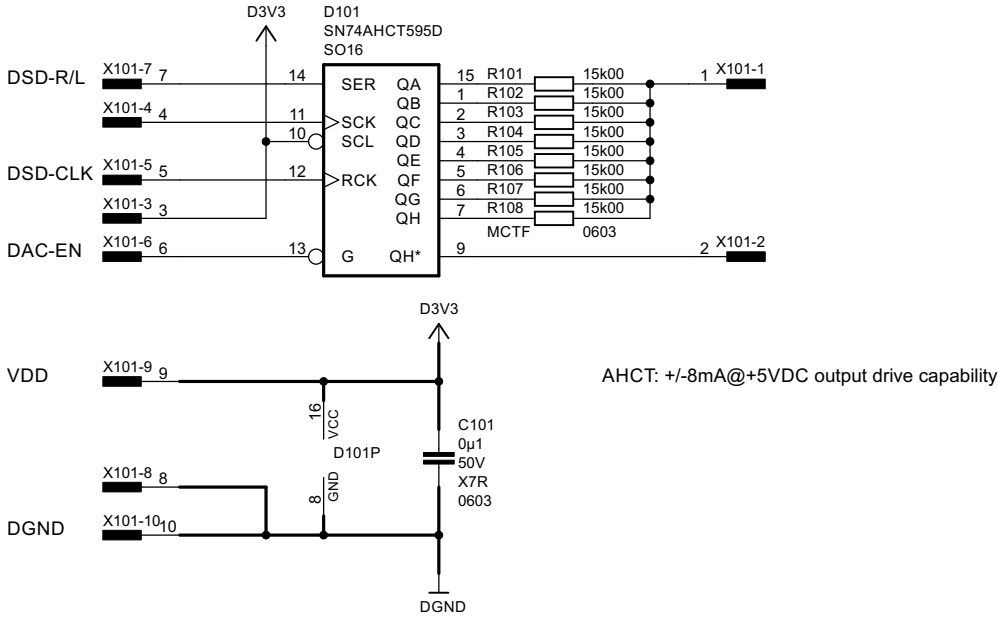 D3V3
D101
SN74AHCT595D
SO16
DSD-R/L X101-7 7 14 SER QA 15 R101 15k00 1 X101-1
QB 1 R102 15k00
X101-4 4 11 SCK QC 2 R103 15k00
10 SCL QD 3 R104 15k00
QE 4 R105 15k00
DSD-CLK X101-5 5 12 RCK QF 5 R106 15k00
QG 6 R107 15k00
X101-3 3 QH 7 R108 15k00
MCTF 0603
DAC-EN X101-6 6 13 G QH* 9 2 X101-2
D3V3
VDD X101-9 9
AHCT: +/-8mA@+5VDC output drive capability
16 VCC
D101P
C101
0µ1
50V
X7R
0603
X101-8 8
8 GND
DGND X101-10 10
DGND